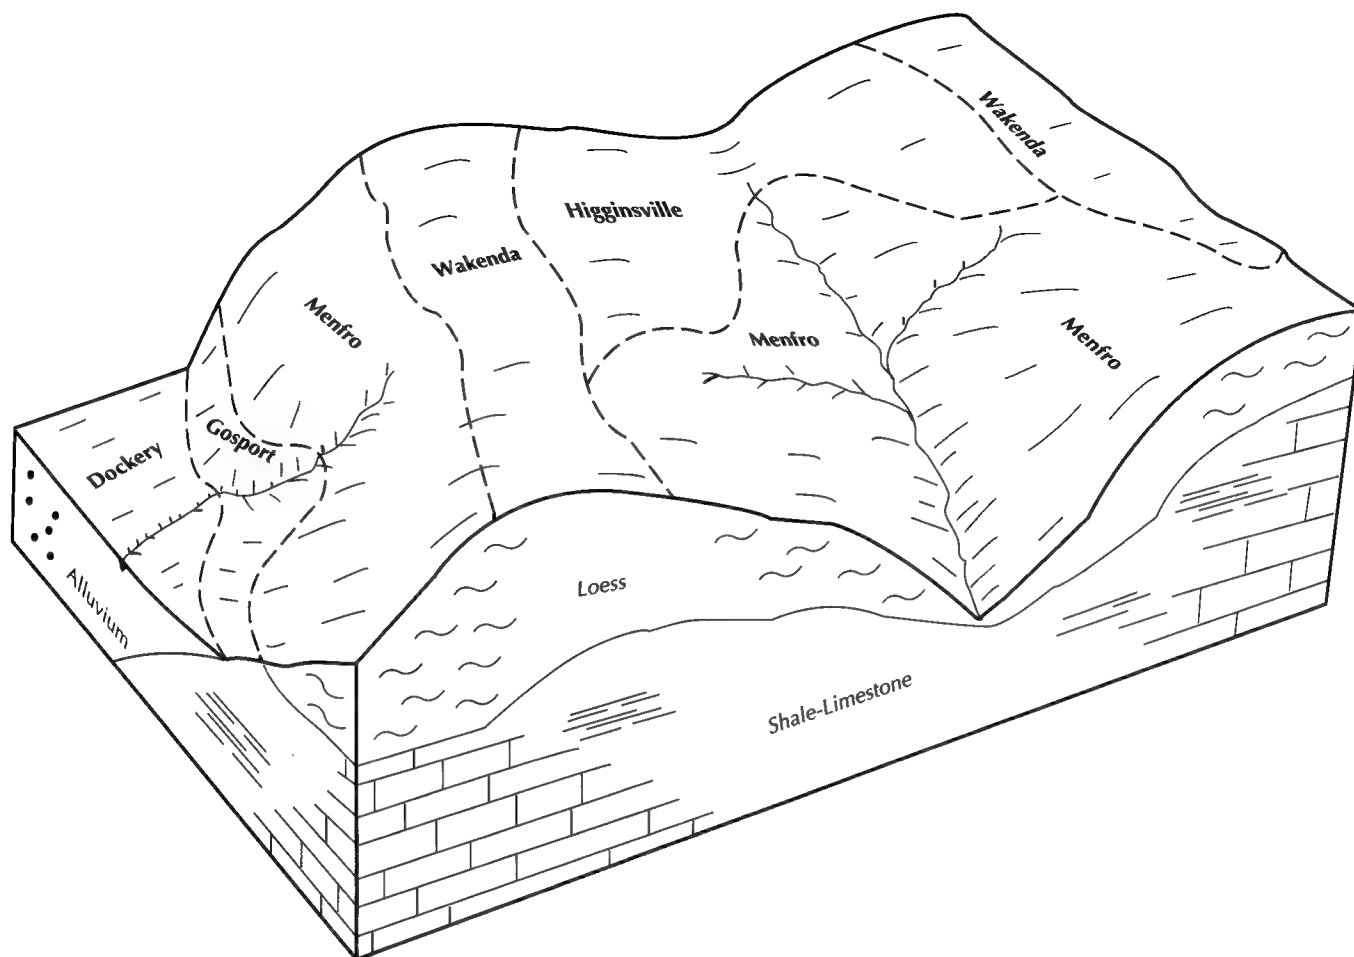 Wakenda
Higginsville
Wakenda
Menfro
Menfro
Menfro
Gosport
Dockery
Loess
Alluvium
Shale-Limestone